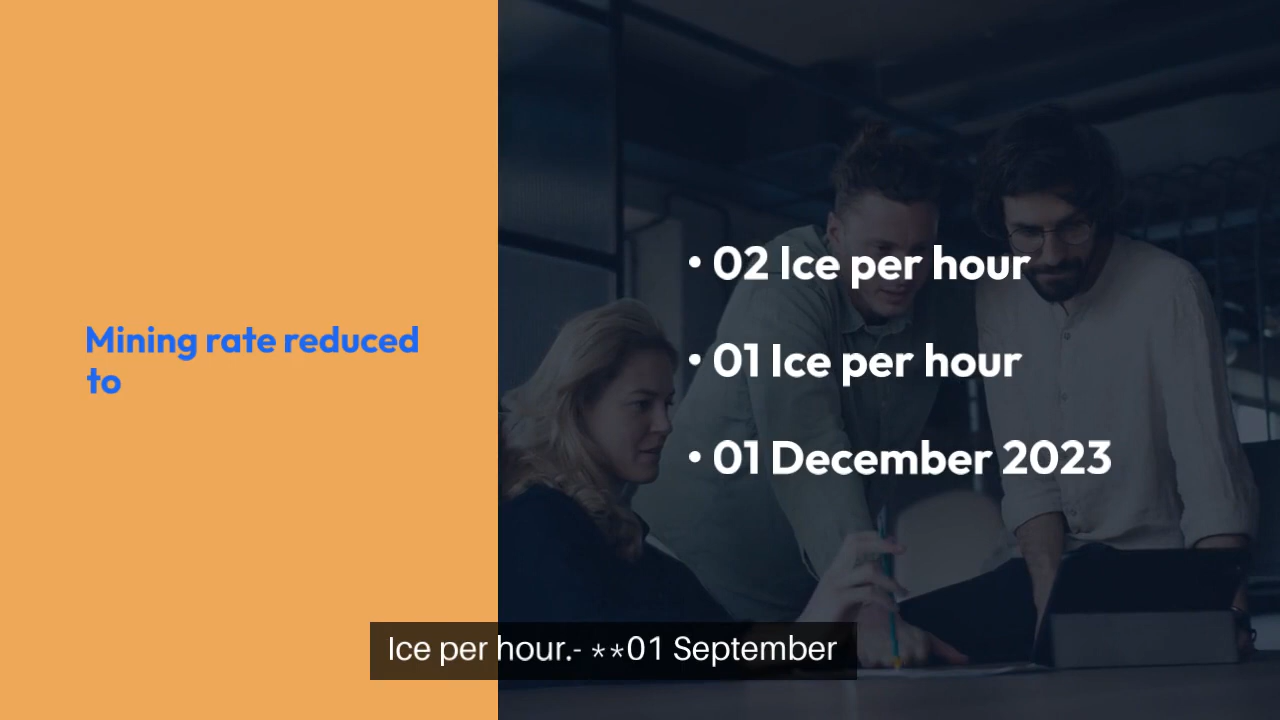 Mining rate reduced
to
• 02 Ice per hour
• 01 Ice per hour
• 01 December 2023
Ice per hour.- **01 September